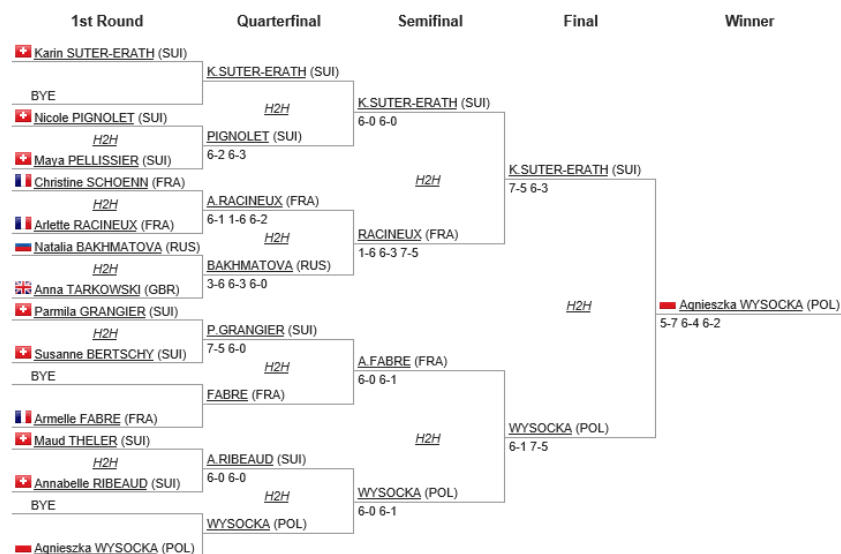 1st Round Quarterfinal Semifinal Final Winner
Karin SUTER-ERATH (SUI)
K.SUTER-ERATH (SUI)
BYE
H2H
K.SUTER-ERATH (SUI)
Nicole PIGNOLET (SUI)
6-0 6-0
H2H
PIGNOLET (SUI)
6-2 6-3
Maya PELLISSIER (SUI)
H2H
K.SUTER-ERATH (SUI)
7-5 6-3
Christine SCHOENN (FRA)
H2H
A.RACINEUX (FRA)
6-1 1-6 6-2
Arlette RACINEUX (FRA)
H2H
RACINEUX (FRA)
1-6 6-3 7-5
Natalia BAKHMATOVA (RUS)
H2H
BAKHMATOVA (RUS)
3-6 6-3 6-0
Anna TARKOWSKI (GBR)
H2H
Agnieszka WYSOCKA (POL)
5-7 6-4 6-2
Parmila GRANGIER (SUI)
H2H
P.GRANGIER (SUI)
7-5 6-0
Susanne BERTSCHY (SUI)
H2H
A.FABRE (FRA)
6-0 6-1
BYE
FABRE (FRA)
Armelle FABRE (FRA)
H2H
WYSOCKA (POL)
6-1 7-5
Maud THELER (SUI)
H2H
A.RIBEAUD (SUI)
6-0 6-0
Annabelle RIBEAUD (SUI)
H2H
WYSOCKA (POL)
6-0 6-1
BYE
WYSOCKA (POL)
Agnieszka WYSOCKA (POL)